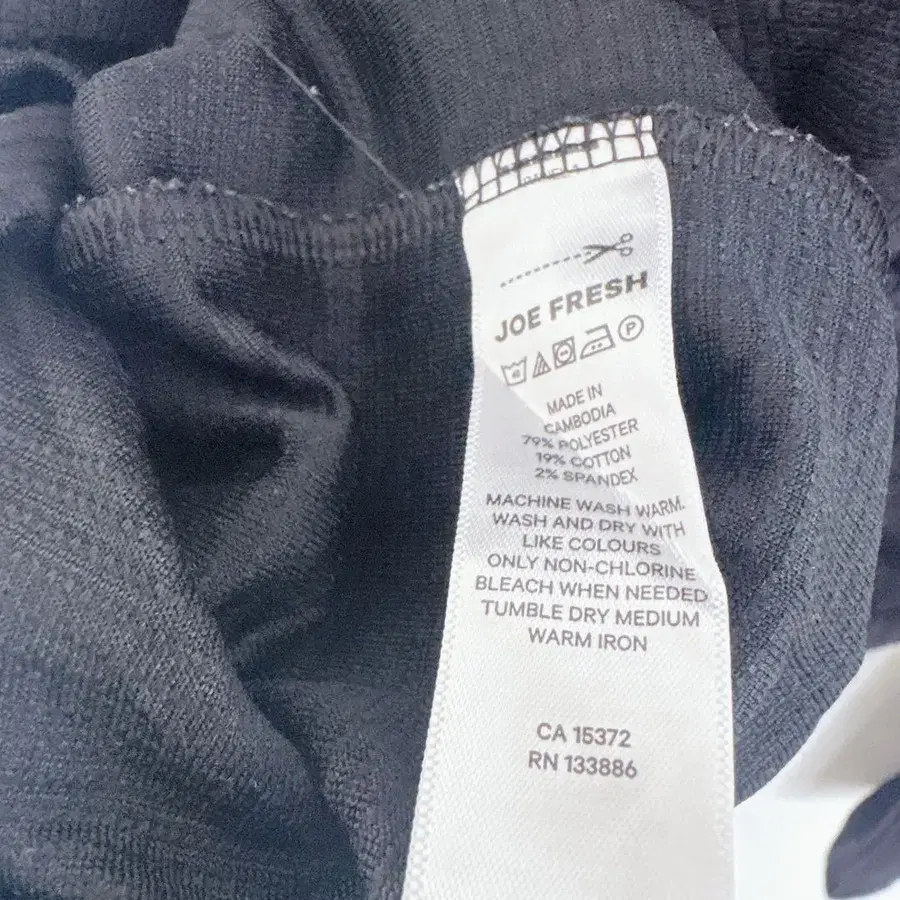 JOE FRESH
40 P
MADE IN
CAMBODIA
79% POLYESTER
19% COTTON
2% SPANDEX
MACHINE WASH WARM.
WASH AND DRY WITH
LIKE COLOURS
ONLY NON-CHLORINE
BLEACH WHEN NEEDED
TUMBLE DRY MEDIUM
WARM IRON
CA 15372
RN 133886